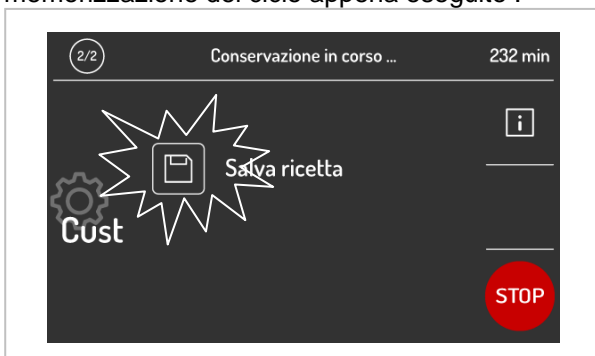 memorizzazione del ciclo appena eseguito .
2/2 Conservazione in corso ... 232 min
i
Salva ricetta
Cust
STOP